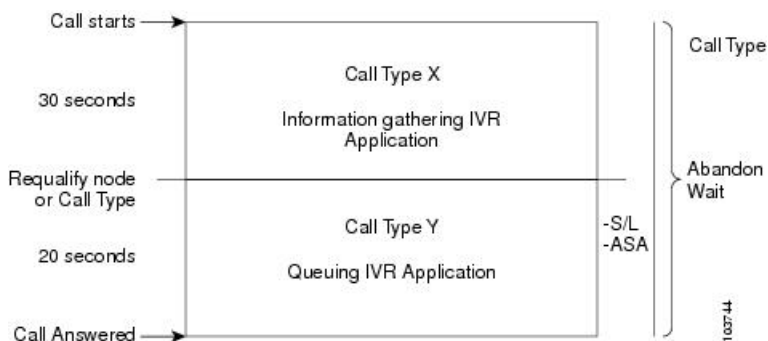 Call starts
Call Type
Call Type X
30 seconds
Information gathering IVR
Application
Requalify node
or Call Type
Abandon
Wait
Call Type Y
-S/L
-ASA
20 seconds
Queuing IVR Application
Call Answered
103744